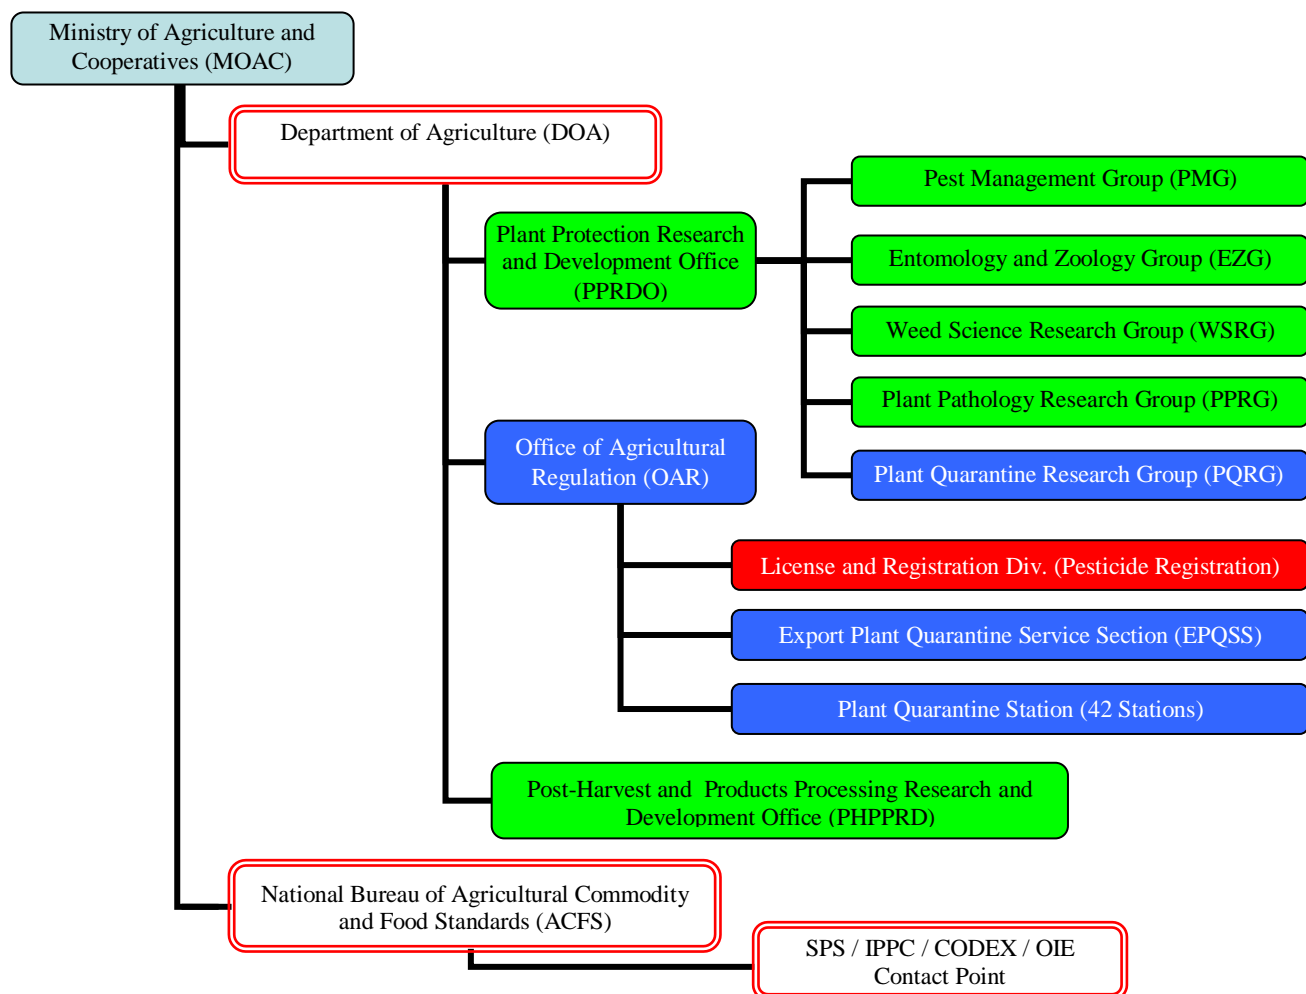 Ministry of Agriculture and
Cooperatives (MOAC)
Department of Agriculture (DOA)
Pest Management Group (PMG)
Plant Protection Research
and Development Office
(PPRDO)
Entomology and Zoology Group (EZG)
Weed Science Research Group (WSRG)
Plant Pathology Research Group (PPRG)
Office of Agricultural
Regulation (OAR)
Plant Quarantine Research Group (PQRG)
License and Registration Div. (Pesticide Registration)
Export Plant Quarantine Service Section (EPQSS)
Plant Quarantine Station (42 Stations)
Post-Harvest and Products Processing Research and
Development Office (PHPPRD)
National Bureau of Agricultural Commodity
and Food Standards (ACFS)
SPS / IPPC / CODEX / OIE
Contact Point